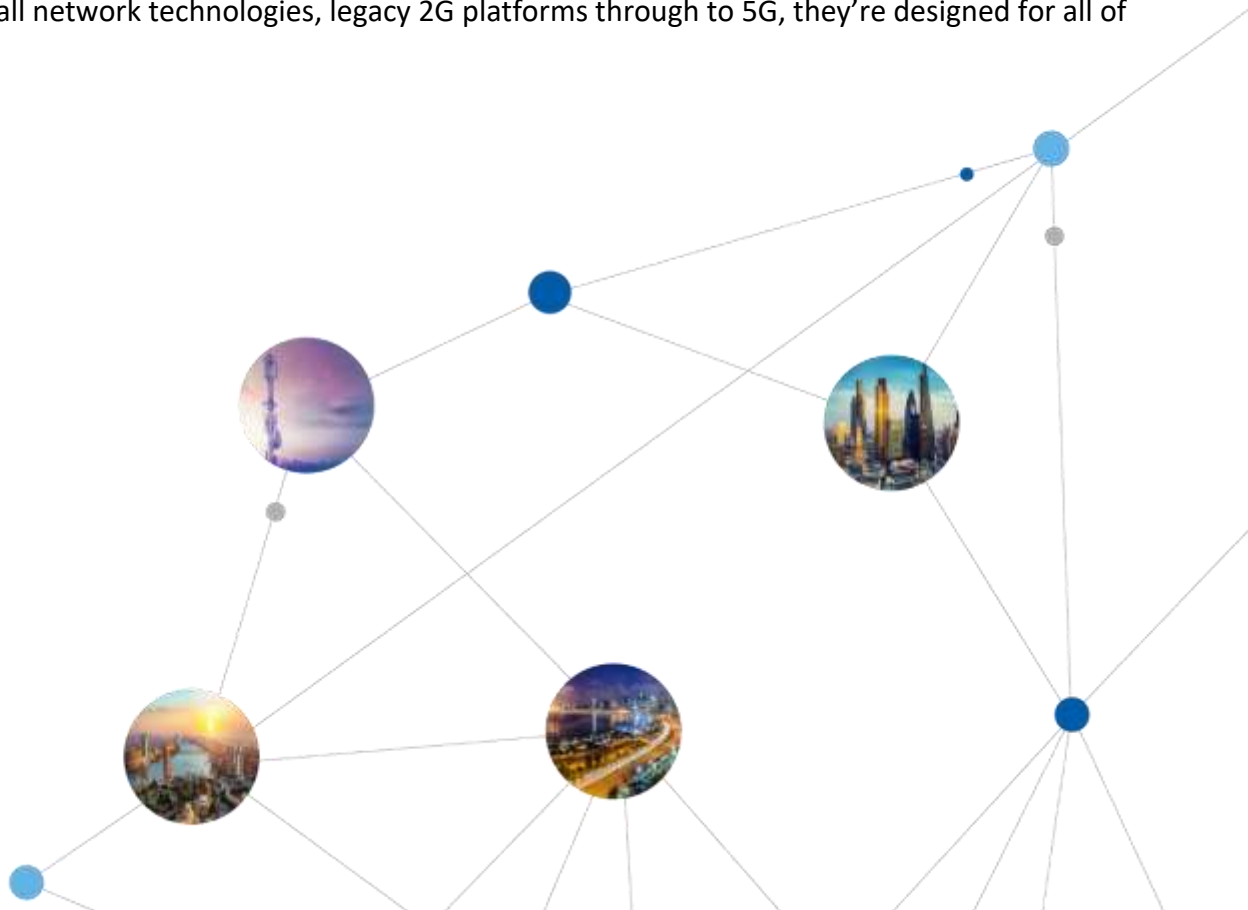 all network technologies, legacy 2G platforms through to 5G, they’re designed for all of